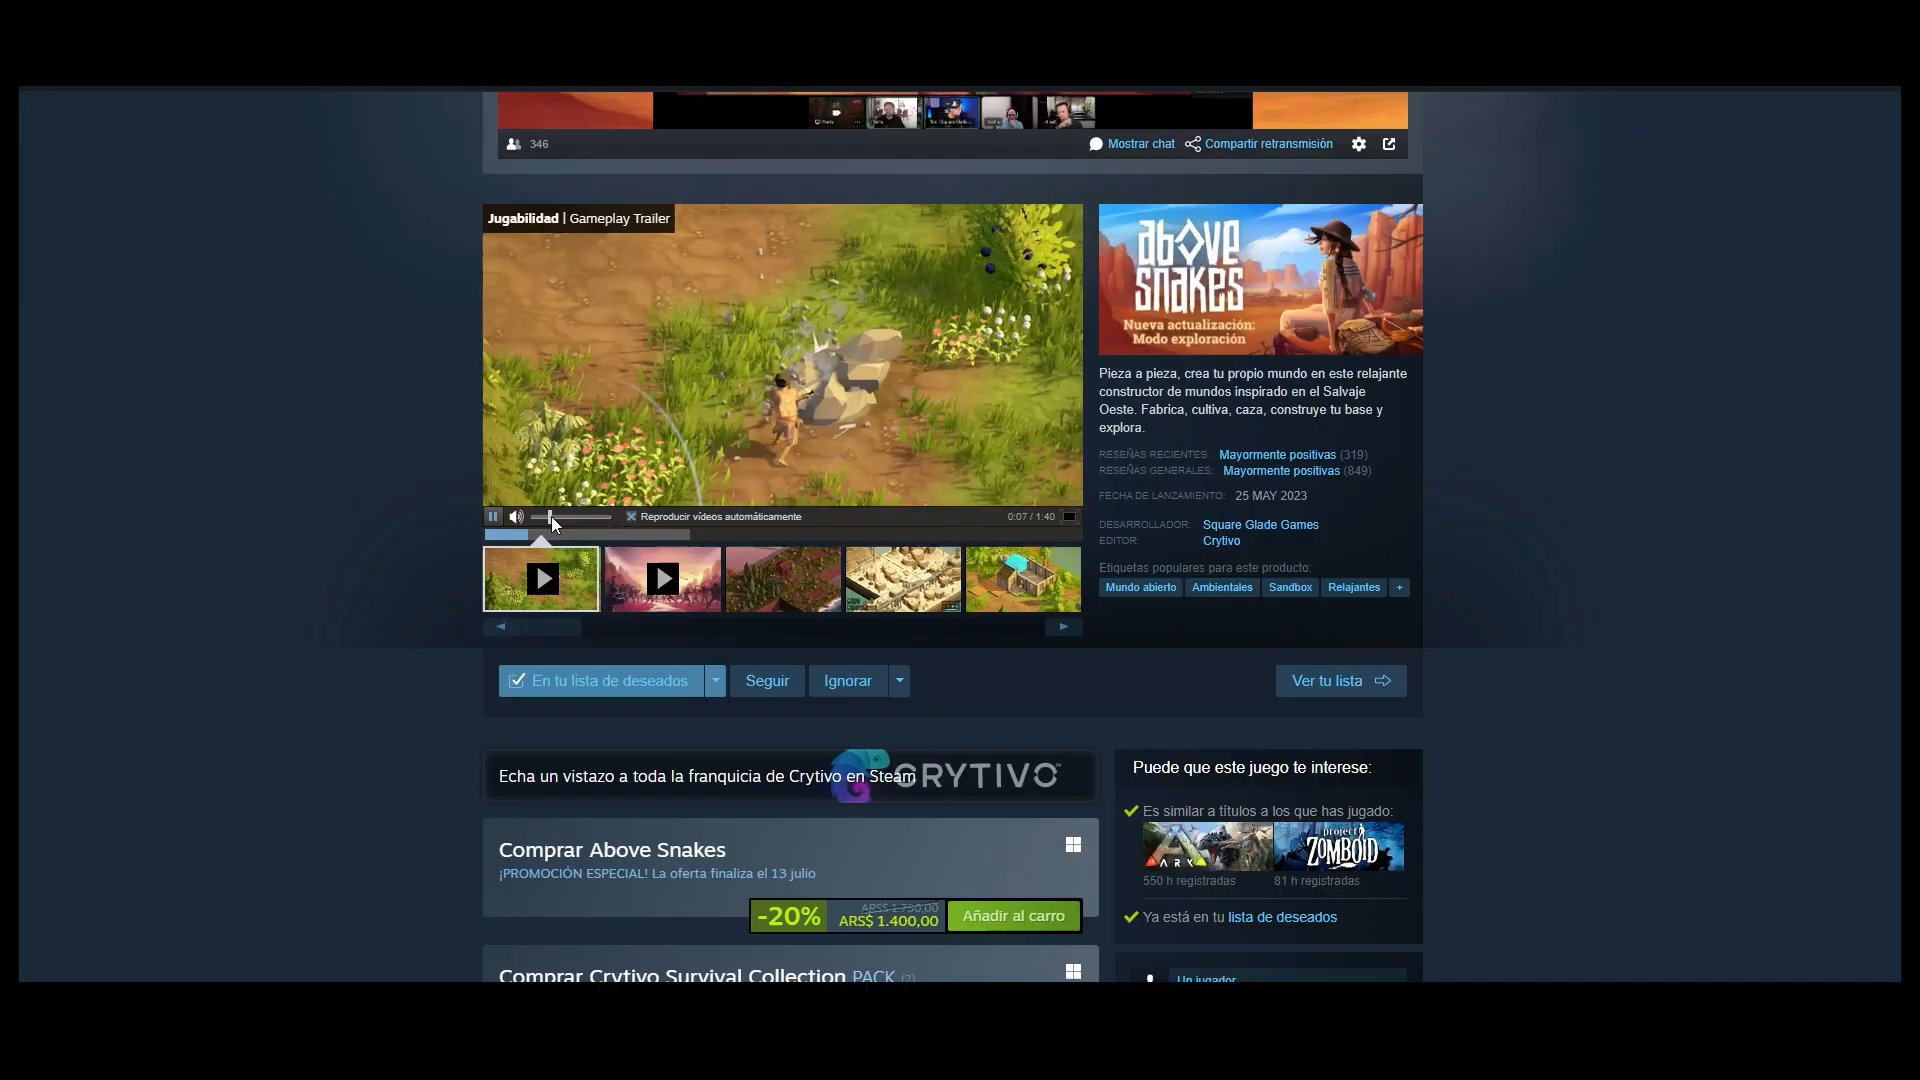 346
Mostrar chat
Compartir retransmisión
Jugabilidad | Gameplay Trailer
above
snakes
Nueva actualización:
Modo exploración
Pieza a pieza, crea tu propio mundo en este relajante
constructor de mundos inspirado en el Salvaje
Oeste. Fabrica, cultiva, caza, construye tu base y
explora.
RESEÑAS RECIENTES: Mayormente positivas (319)
RESEÑAS GENERALES: Mayormente positivas (849)
FECHA DE LANZAMIENTO: 25 MAY 2023
DESARROLLADOR: Square Glade Games
EDITOR: Crytivo
Etiquetas populares para este producto:
Mundo abierto Ambientales Sandbox Relajantes +
Reproducir vídeos automáticamente
0:07 / 1:40
En tu lista de deseados
Seguir
Ignorar
Ver tu lista
Echa un vistazo a toda la franquicia de Crytivo en Steam
CRYTIVO
Comprar Above Snakes
¡PROMOCIÓN ESPECIAL! La oferta finaliza el 13 julio
-20%
ARS$ 1.750,00
ARS$ 1.400,00
Añadir al carro
Comprar Crytivo Survival Collection PACK (2)
Puede que este juego te interese:
Es similar a títulos a los que has jugado:
ARK
project
ZOMBOID
550 h registradas
81 h registradas
Ya está en tu lista de deseados
Un jugador